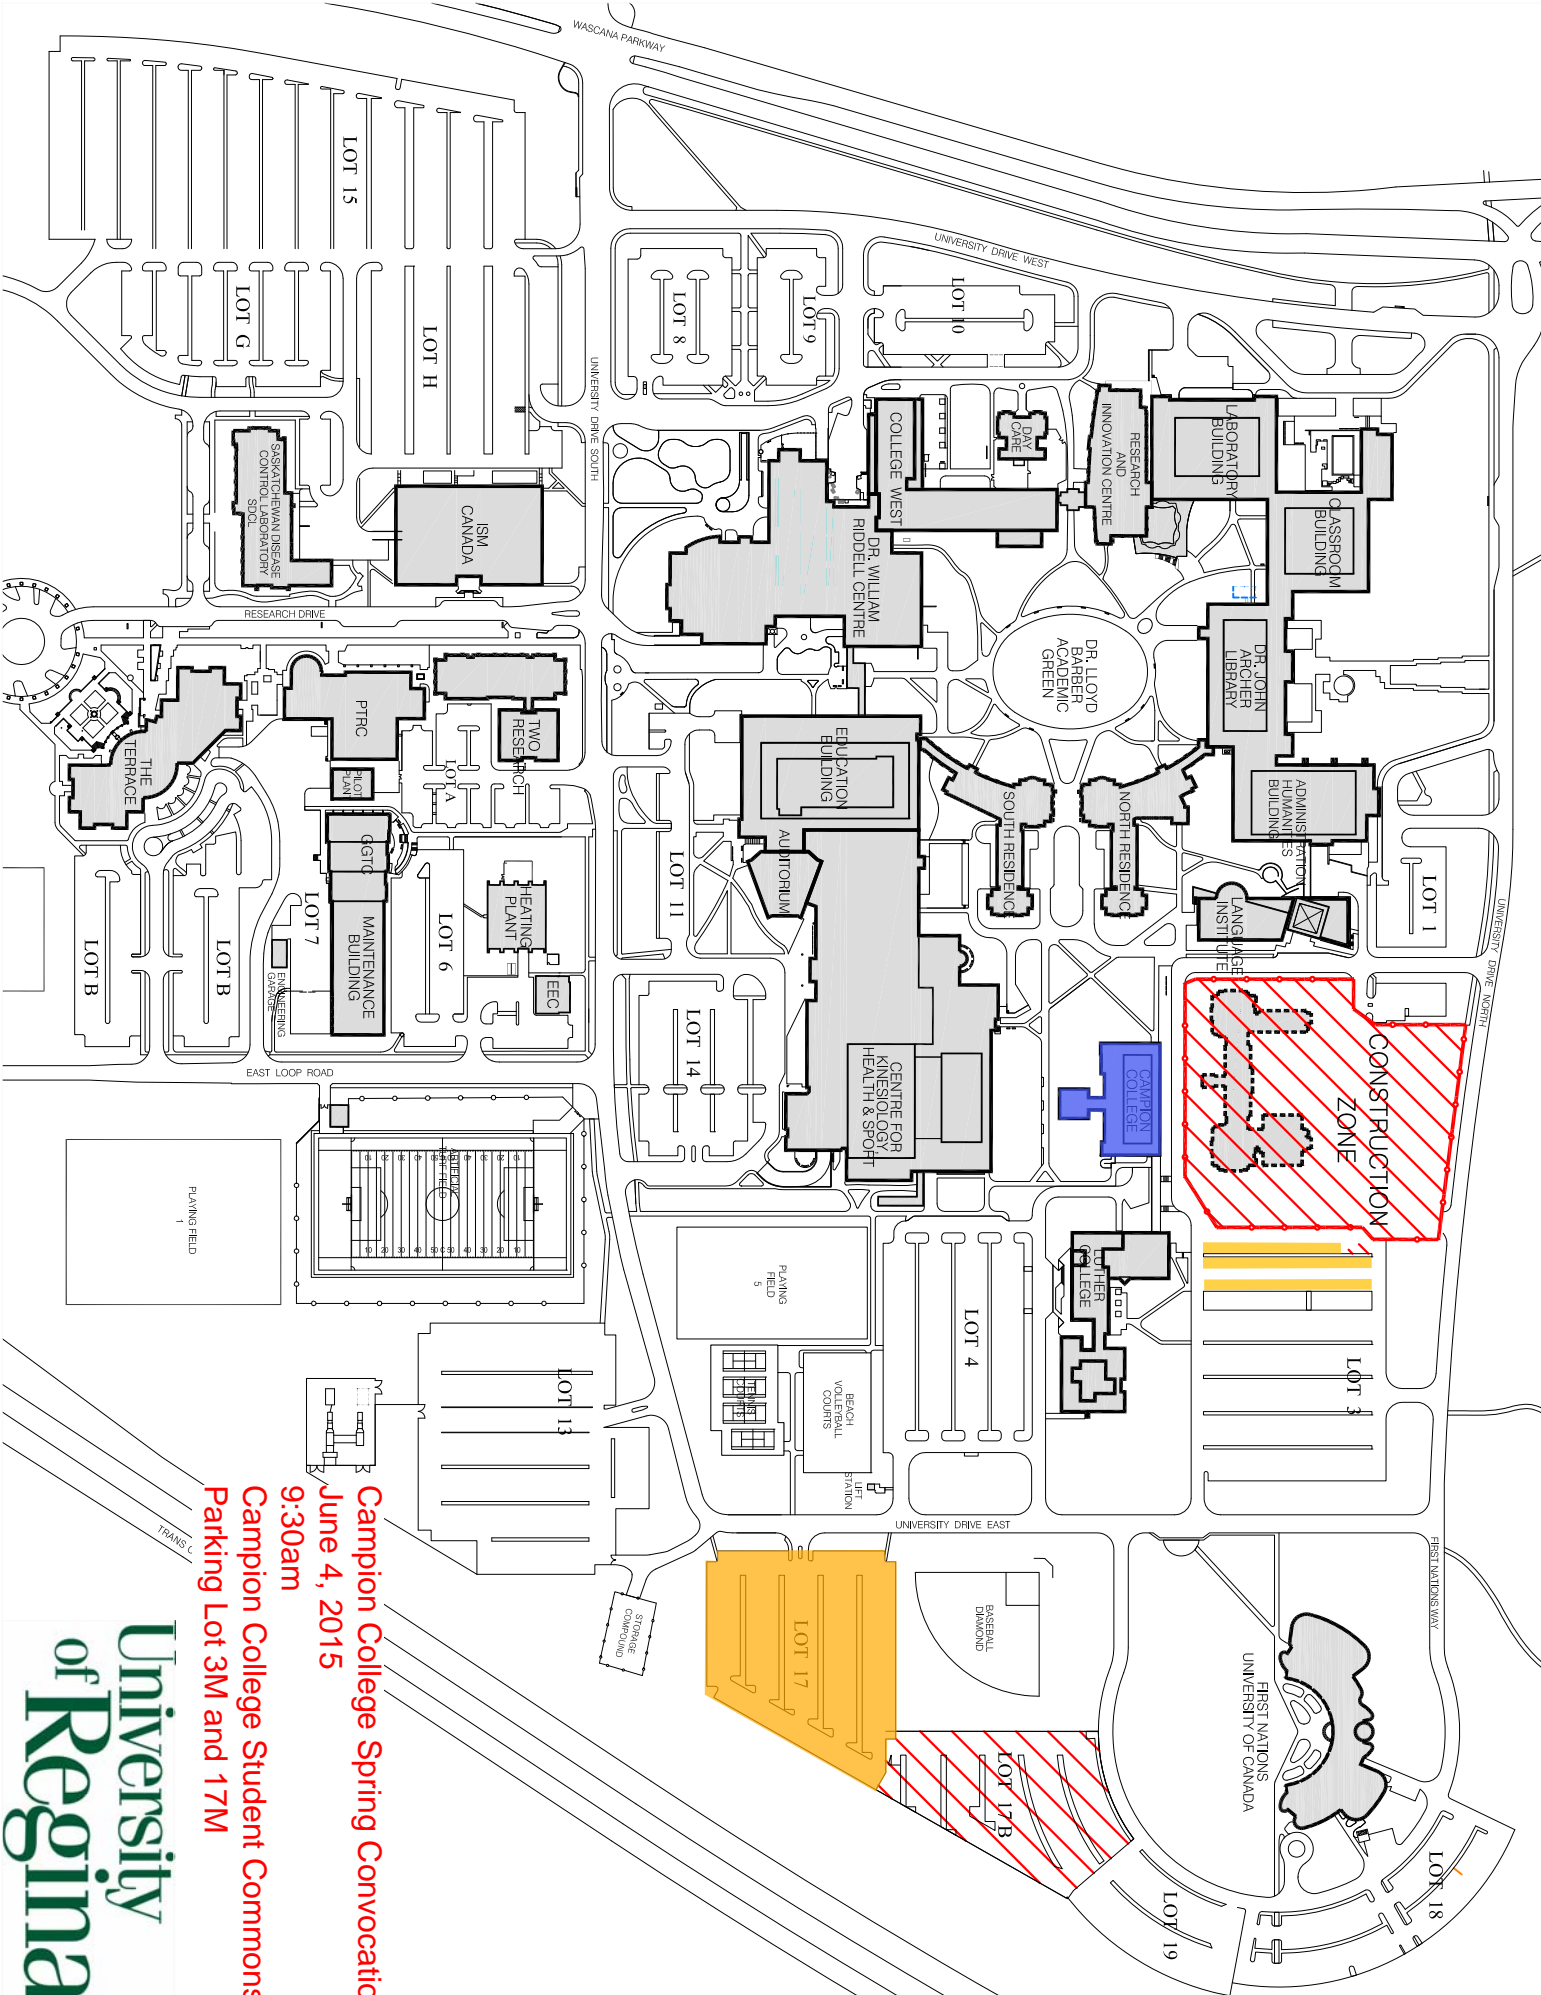 WASCANA PARKWAY
LOT 15
UNIVERSITY DRIVE WEST
LOT G
LOT H
LOT 8
LOT 9
LOT 10
UNIVERSITY DRIVE SOUTH
SASKATCHEWAN DISEASE
CONTROL LABORATORY
SDCL
ISM
CANADA
COLLEGE WEST
DAY
CARE
RESEARCH
AND
INNOVATION CENTRE
LABORATORY
BUILDING
CLASSROOM
BUILDING
DR. WILLIAM
RIDDELL CENTRE
RESEARCH DRIVE
DR. LLOYD
BARBER
ACADEMIC
GREEN
DR. JOHN
ARCHER
LIBRARY
THE
TERRACE
PTRC
PILOT
PLANT
TWO
RESEARCH
LOT A
EDUCATION
BUILDING
AUDITORIUM
SOUTH RESIDENCE
NORTH RESIDENCE
ADMINISTRATION
HUMANITIES
BUILDING
LOT 1
UNIVERSITY DRIVE NORTH
LANGUAGE
INSTITUTE
LOT B
LOT B
LOT 7
GGTC
MAINTENANCE
BUILDING
LOT 6
HEATING
PLANT
EEC
ENGINEERING
GARAGE
LOT 11
LOT 14
CENTRE FOR
KINESIOLOGY,
HEALTH & SPORT
CAMPION
COLLEGE
CONSTRUCTION
ZONE
EAST LOOP ROAD
PLAYING FIELD
1
ARTIFICIAL
TURF FIELD
PLAYING
FIELD
5
LOT 4
LUTHER
COLLEGE
LOT 3
LOT 13
TENNIS
COURTS
BEACH
VOLLEYBALL
COURTS
LIFT
STATION
UNIVERSITY DRIVE EAST
FIRST NATIONS WAY
TRANS C
STORAGE
COMPOUND
LOT 17
BASEBALL
DIAMOND
LOT 17B
FIRST NATIONS
UNIVERSITY OF CANADA
LOT 18
LOT 19
Campion College Spring Convocatio
June 4, 2015
9:30am
Campion College Student Commons
Parking Lot 3M and 17M
University
of Regina